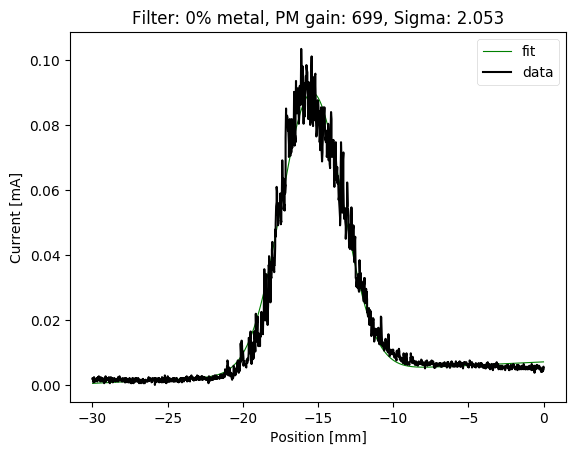 Filter: 0% metal, PM gain: 699, Sigma: 2.053
fit
data
0.10
0.08
0.06
0.04
0.02
0.00
Current [mA]
−30
−25
−20
−15
−10
−5
0
Position [mm]